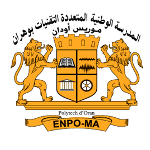 المدرسة الوطنية المتعددة التقنيات بوهران
موريس أودان
Polytech d'Oran
ENPO-MA